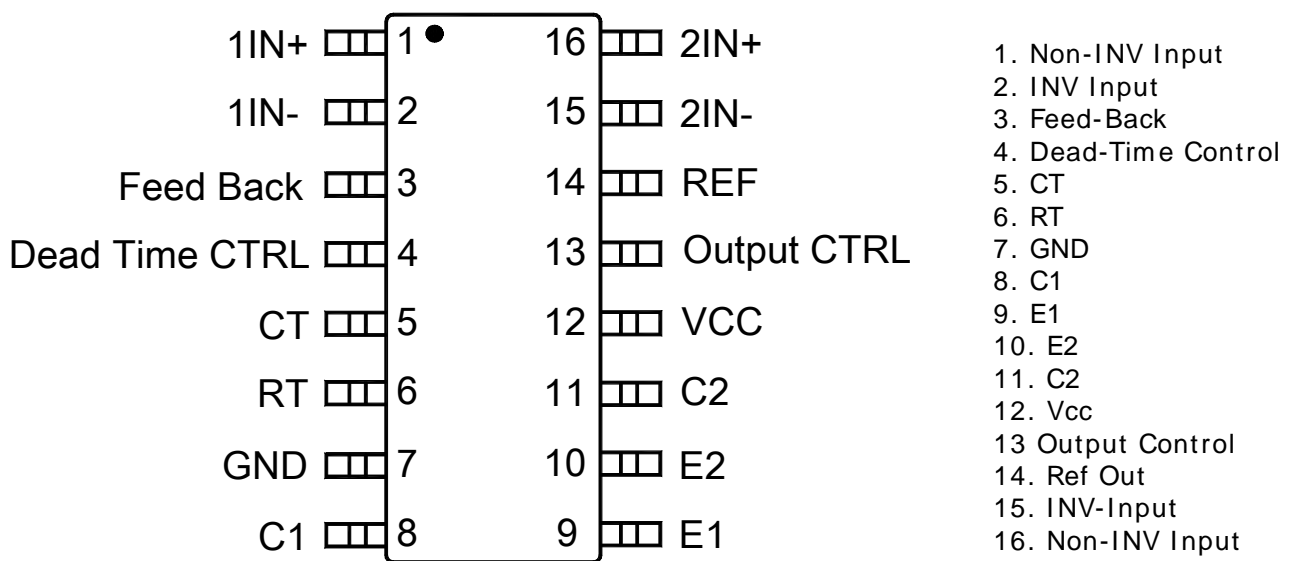 1IN+ 1 16 2IN+
1IN- 2 15 2IN-
Feed Back 3 14 REF
Dead Time CTRL 4 13 Output CTRL
CT 5 12 VCC
RT 6 11 C2
GND 7 10 E2
C1 8 9 E1
1. Non-INV Input
2. INV Input
3. Feed-Back
4. Dead-Time Control
5. CT
6. RT
7. GND
8. C1
9. E1
10. E2
11. C2
12. Vcc
13 Output Control
14. Ref Out
15. INV-Input
16. Non-INV Input